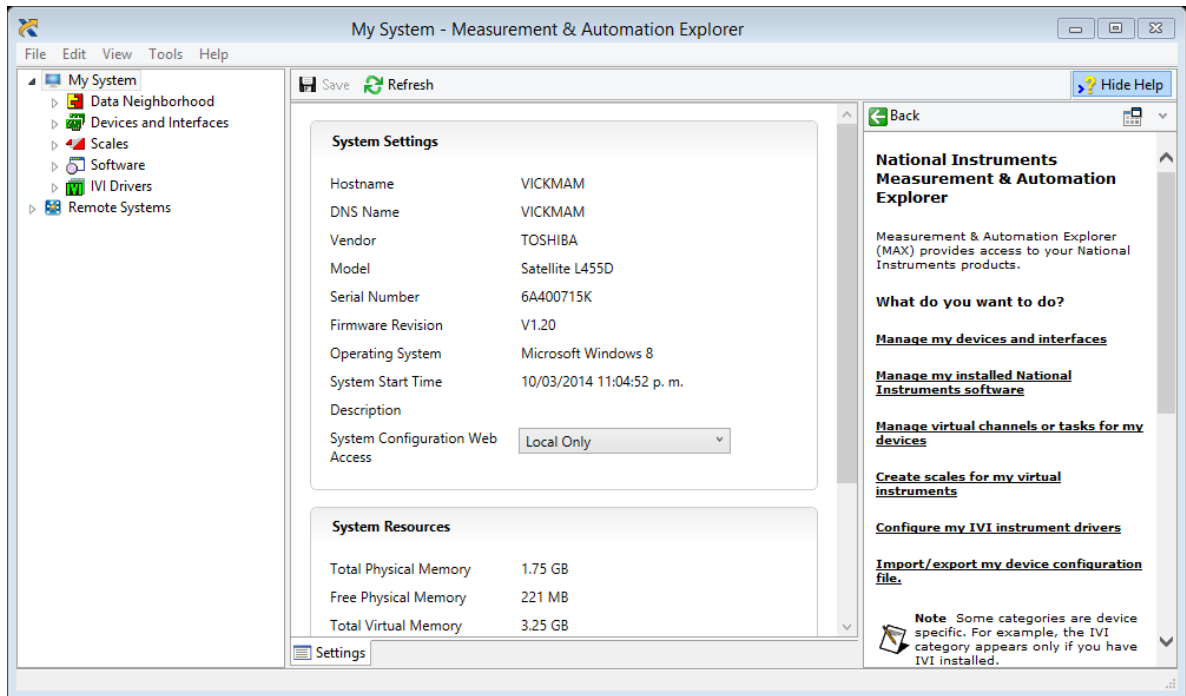 My System - Measurement & Automation Explorer
File Edit View Tools Help
My System
Data Neighborhood
Devices and Interfaces
Scales
Software
IVI Drivers
Remote Systems
Save Refresh
Hide Help
System Settings
Hostname VICKMAM
DNS Name VICKMAM
Vendor TOSHIBA
Model Satellite L455D
Serial Number 6A400715K
Firmware Revision V1.20
Operating System Microsoft Windows 8
System Start Time 10/03/2014 11:04:52 p. m.
Description
System Configuration Web
Access
Local Only
System Resources
Total Physical Memory 1.75 GB
Free Physical Memory 221 MB
Total Virtual Memory 3.25 GB
Settings
Back
National Instruments
Measurement & Automation
Explorer
Measurement & Automation Explorer
(MAX) provides access to your National
Instruments products.
What do you want to do?
Manage my devices and interfaces
Manage my installed National
Instruments software
Manage virtual channels or tasks for my
devices
Create scales for my virtual
instruments
Configure my IVI instrument drivers
Import/export my device configuration
file.
Note Some categories are device
specific. For example, the IVI
category appears only if you have
IVI installed.